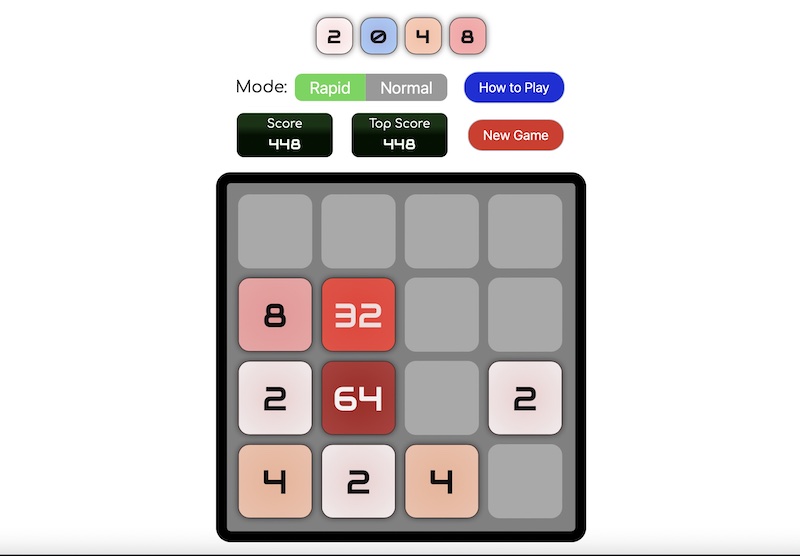 2 0 4 8
Mode: Rapid Normal How to Play
Score Top Score
448 448 New Game
8 32
2 64 2
4 2 4